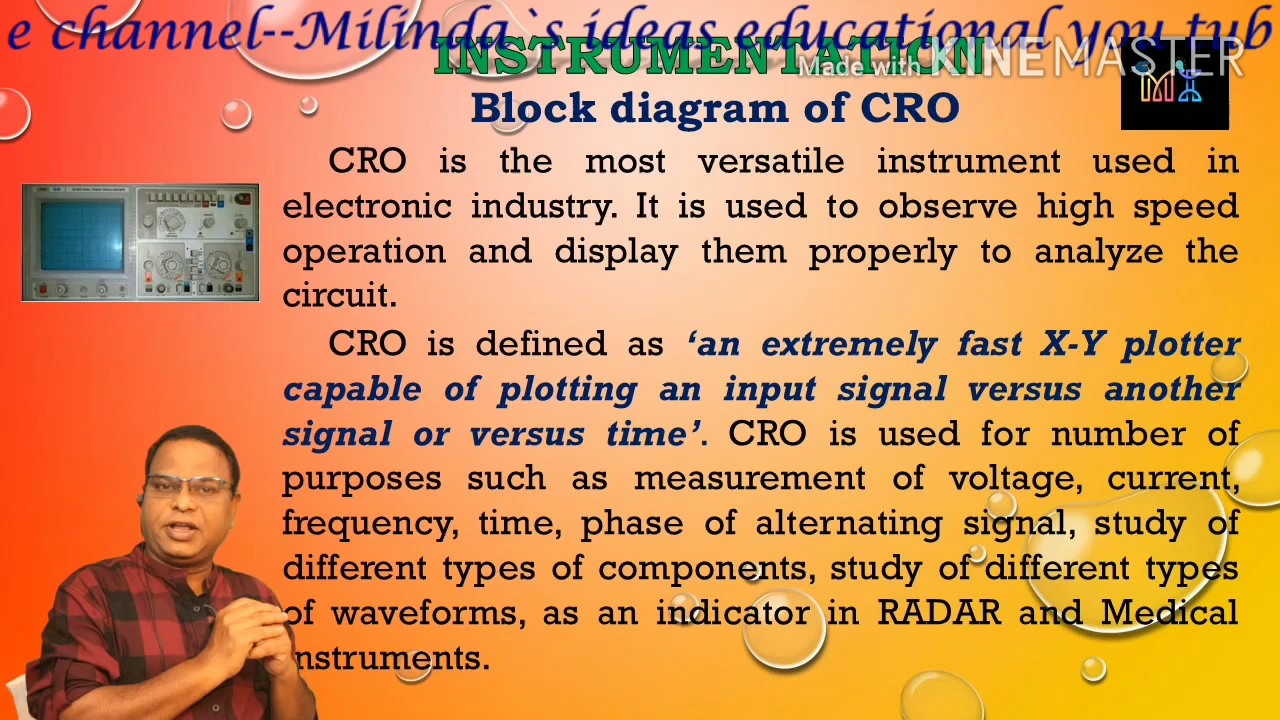 e channel--Milinda`s ideas educational you tub
INSTRUMENTATION
Made with KINEMASTER
Block diagram of CRO
CRO is the most versatile instrument used in
electronic industry. It is used to observe high speed
operation and display them properly to analyze the
circuit.
CRO is defined as ‘an extremely fast X-Y plotter
capable of plotting an input signal versus another
signal or versus time’. CRO is used for number of
purposes such as measurement of voltage, current,
frequency, time, phase of alternating signal, study of
different types of components, study of different types
of waveforms, as an indicator in RADAR and Medical
instruments.